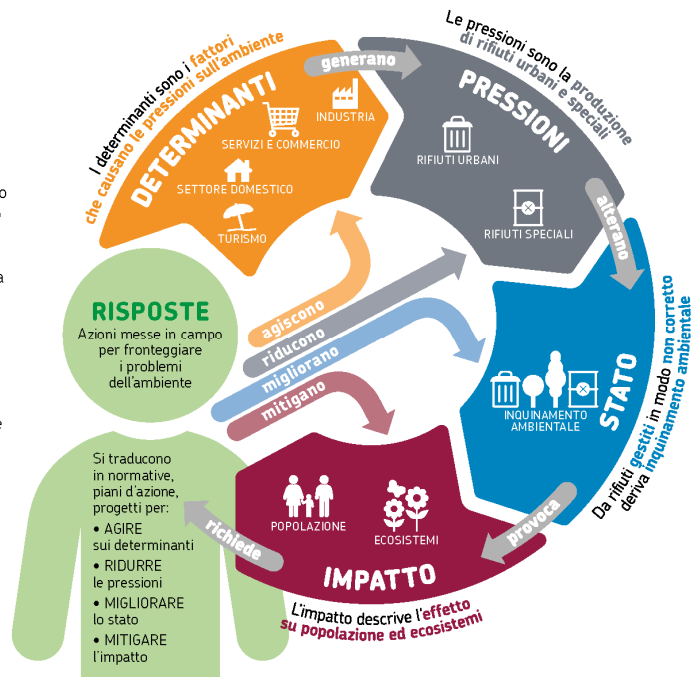 I determinanti sono i fattori
che causano le pressioni sull'ambiente
DETERMINANTI
INDUSTRIA
SERVIZI E COMMERCIO
SETTORE DOMESTICO
TURISMO
generano
Le pressioni sono la produzione
di rifiuti urbani e speciali
PRESSIONI
RIFIUTI URBANI
RIFIUTI SPECIALI
alterano
STATO
INQUINAMENTO
AMBIENTALE
Da rifiuti gestiti in modo non corretto
deriva inquinamento ambientale
provoca
IMPATTO
POPOLAZIONE
ECOSISTEMI
L'impatto descrive l'effetto
su popolazione ed ecosistemi
richiede
RISPOSTE
Azioni messe in campo
per fronteggiare
i problemi
dell'ambiente
agiscono
riducono
migliorano
mitigano
Si traducono
in normative,
piani d'azione,
progetti per:
• AGIRE
sui determinanti
• RIDURRE
le pressioni
• MIGLIORARE
lo stato
• MITIGARE
l'impatto